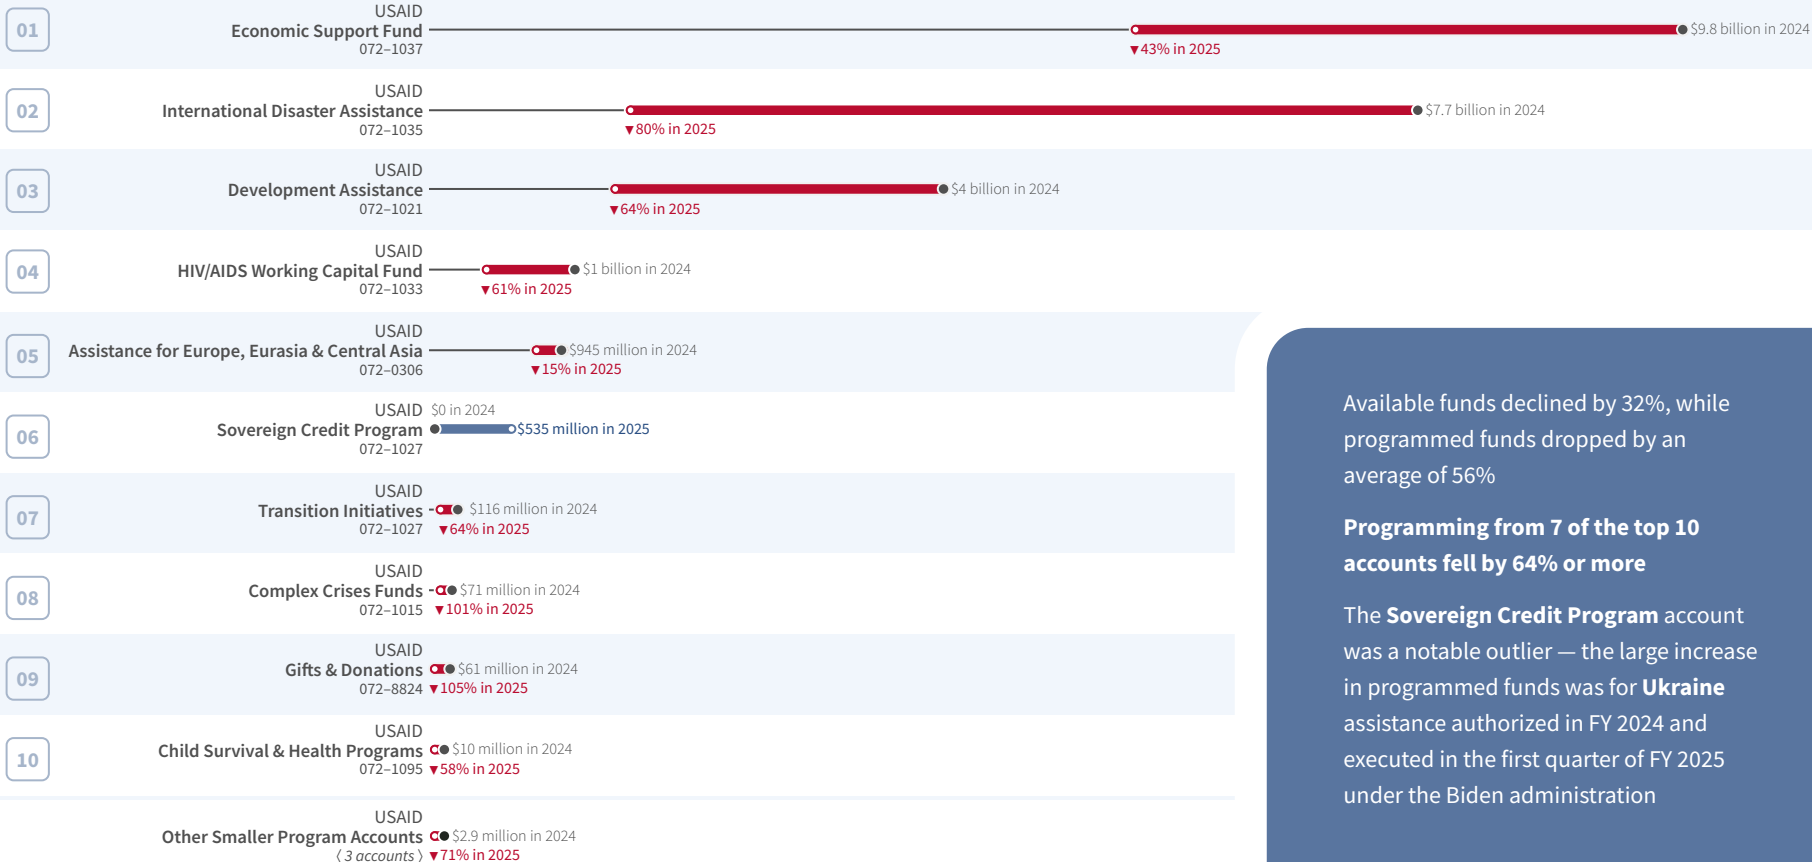 01
USAID
Economic Support Fund
072–1037
$9.8 billion in 2024
▼43% in 2025
02
USAID
International Disaster Assistance
072–1035
$7.7 billion in 2024
▼80% in 2025
03
USAID
Development Assistance
072–1021
$4 billion in 2024
▼64% in 2025
04
USAID
HIV/AIDS Working Capital Fund
072–1033
$1 billion in 2024
▼61% in 2025
05
USAID
Assistance for Europe, Eurasia & Central Asia
072–0306
$945 million in 2024
▼15% in 2025
06
USAID
Sovereign Credit Program
072–1027
$0 in 2024
$535 million in 2025
07
USAID
Transition Initiatives
072–1027
$116 million in 2024
▼64% in 2025
08
USAID
Complex Crises Funds
072–1015
$71 million in 2024
▼101% in 2025
09
USAID
Gifts & Donations
072–8824
$61 million in 2024
▼105% in 2025
10
USAID
Child Survival & Health Programs
072–1095
$10 million in 2024
▼58% in 2025
USAID
Other Smaller Program Accounts
⟨ 3 accounts ⟩
$2.9 million in 2024
▼71% in 2025
Available funds declined by 32%, while
programmed funds dropped by an
average of 56%
Programming from 7 of the top 10
accounts fell by 64% or more
The Sovereign Credit Program account
was a notable outlier — the large increase
in programmed funds was for Ukraine
assistance authorized in FY 2024 and
executed in the first quarter of FY 2025
under the Biden administration